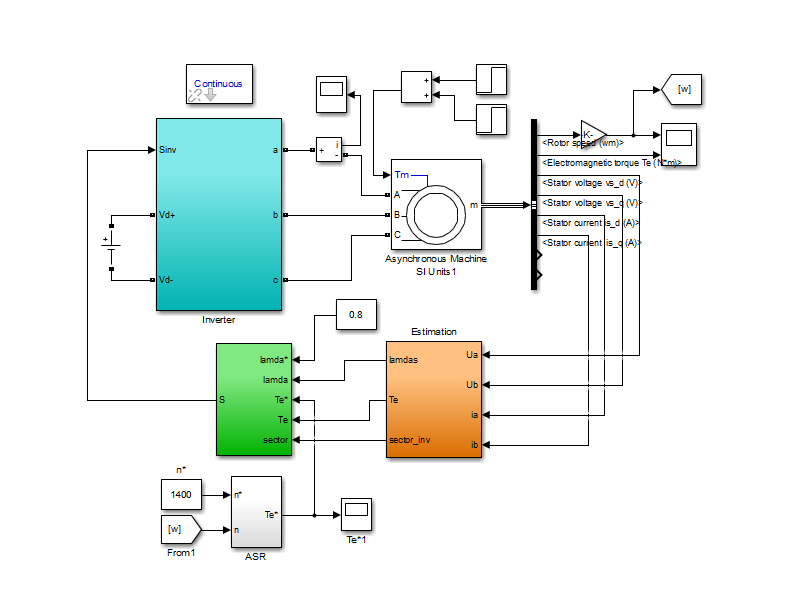 Continuous
[w]
Sinv
a
+
i
-
+
+
-K-
<Rotor speed (wm)>
<Electromagnetic torque Te (N*m)>
Tm
<Stator voltage vs_d (V)>
A
Vd+
b
B
m
<Stator voltage vs_q (V)>
<Stator current is_d (A)>
+
C
<Stator current is_q (A)>
Vd-
c
Asynchronous Machine
SI Units1
Inverter
0.8
Estimation
lamda*
lamdas
Ua
lamda
Ub
S
Te*
Te
Te
ia
sector
sector_inv
ib
n*
1400
n*
Te*
[w]
n
From1
ASR
Te*1